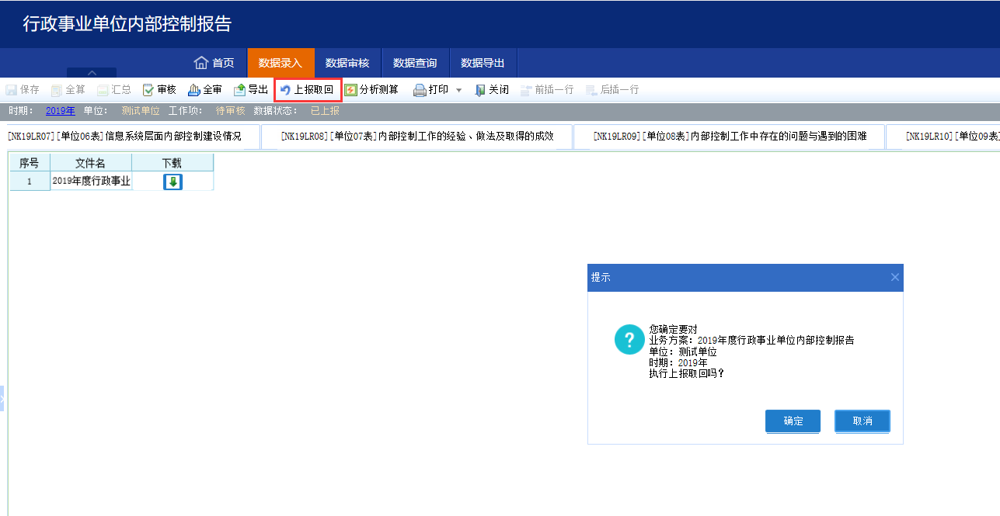 行政事业单位内部控制报告
首页 数据录入 数据审核 数据查询 数据导出
保存 全算 汇总 审核 全审 导出 上报取回 分析测算 打印 关闭 前插一行 后插一行
时期： 2019年 单位： 测试单位 工作项： 待审核 数据状态： 已上报
[NK19LR07][单位06表]信息系统层面内部控制建设情况 [NK19LR08][单位07表]内部控制工作的经验、做法及取得的成效 [NK19LR09][单位08表]内部控制工作中存在的问题与遇到的困难 [NK19LR10][单位09表]
序号 文件名 下载
1 2019年度行政事业
提示
您确定要对
业务方案：2019年度行政事业单位内部控制报告
单位：测试单位
时期：2019年
执行上报取回吗？
确定 取消